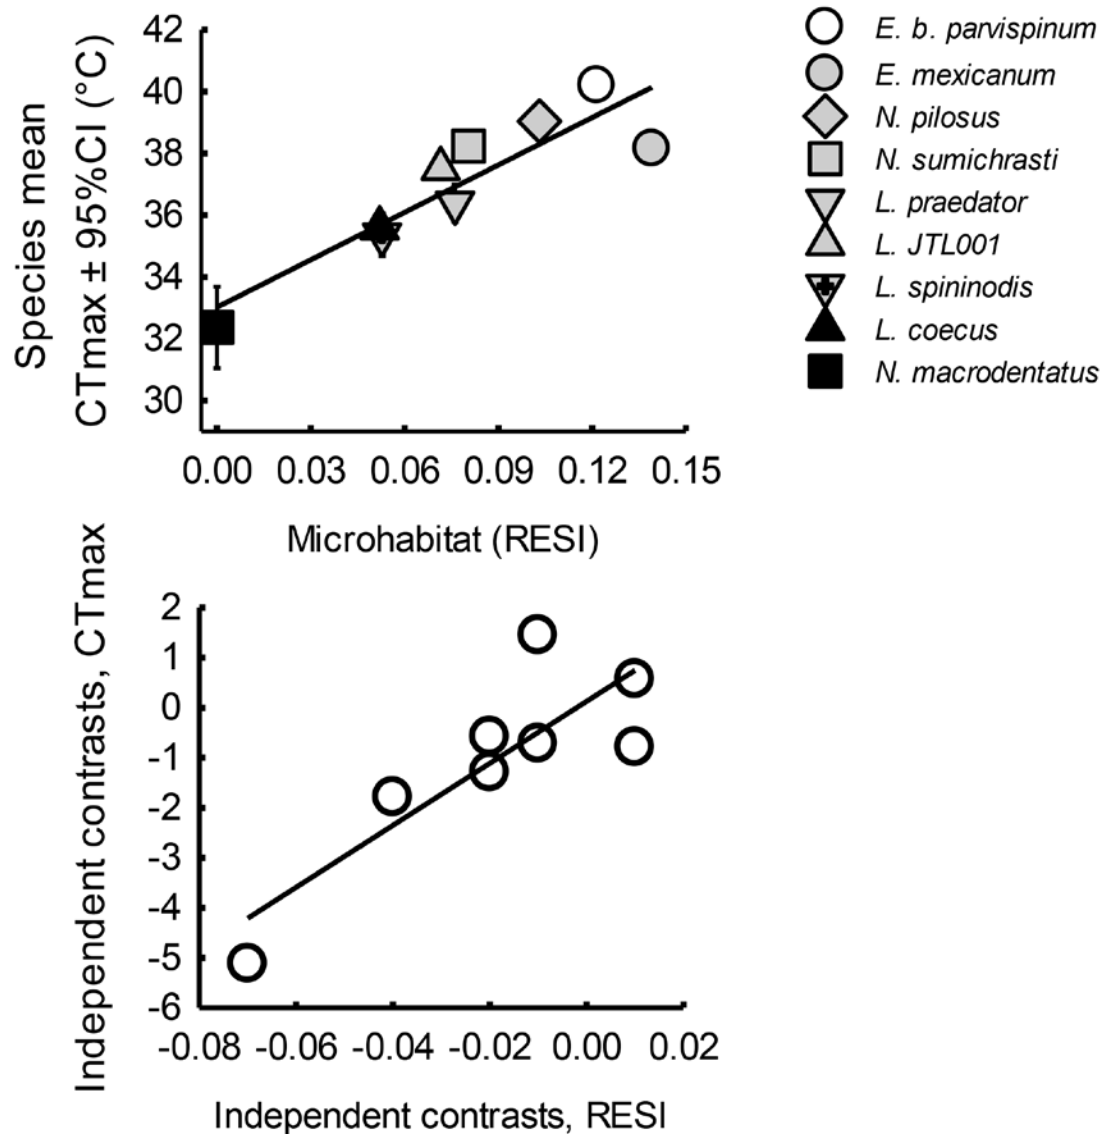 Species mean
CTmax ± 95%CI (°C)
42
40
38
36
34
32
30
0.00 0.03 0.06 0.09 0.12 0.15
Microhabitat (RESI)
E. b. parvispinum
E. mexicanum
N. pilosus
N. sumichrasti
L. praedator
L. JTL001
L. spininodis
L. coecus
N. macrodentatus
Independent contrasts, CTmax
2
1
0
-1
-2
-3
-4
-5
-6
-0.08 -0.06 -0.04 -0.02 0.00 0.02
Independent contrasts, RESI